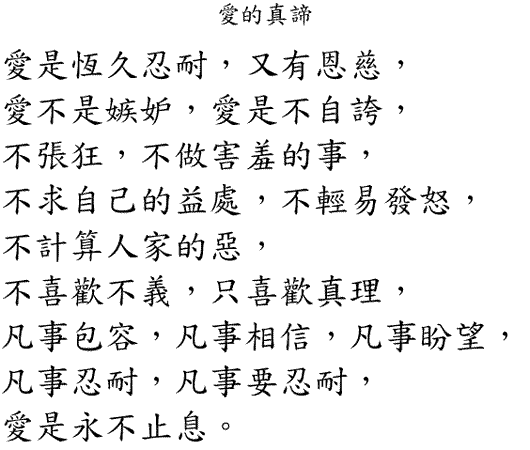 愛的真諦
愛是恆久忍耐，又有恩慈，
愛不是嫉妒，愛是不自誇，
不張狂，不做害羞的事，
不求自己的益處，不輕易發怒，
不計算人家的惡，
不喜歡不義，只喜歡真理，
凡事包容，凡事相信，凡事盼望，
凡事忍耐，凡事要忍耐，
愛是永不止息。